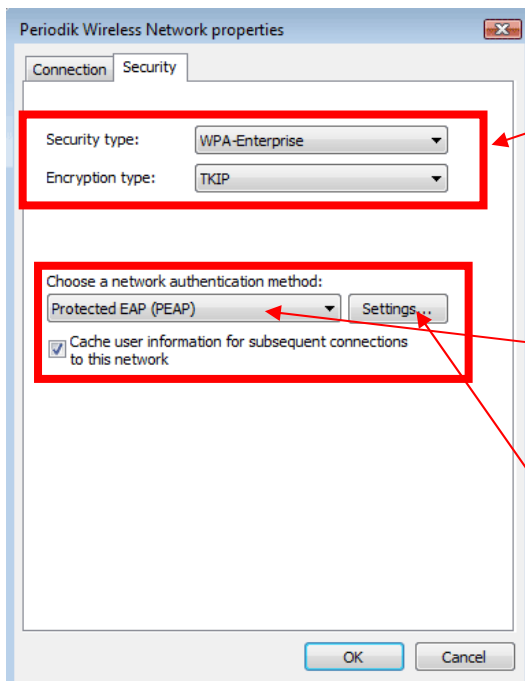 Periodik Wireless Network properties
Connection Security
Security type: WPA-Enterprise
Encryption type: TKIP
Choose a network authentication method:
Protected EAP (PEAP) Settings...
Cache user information for subsequent connections
to this network
OK Cancel